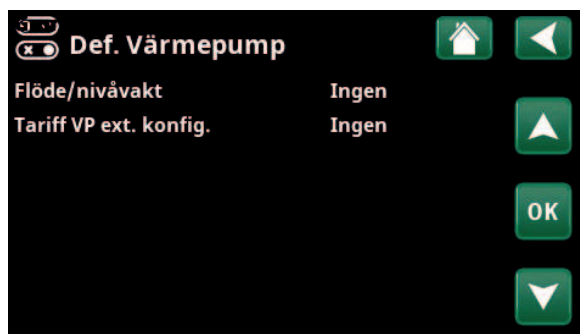 Def. Värmepump
Flöde/nivåvakt Ingen
Tariff VP ext. konfig. Ingen
OK